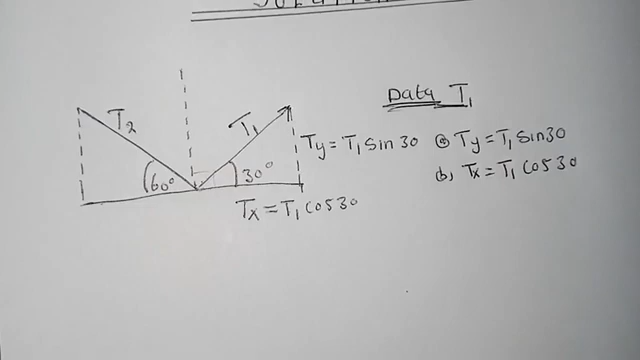 Data T₁
T₂
T₁
Ty = T₁ Sin 30
(a) Ty = T₁ Sin 30
60°
30°
(b) Tx = T₁ Cos 30
Tx = T₁ Cos 30